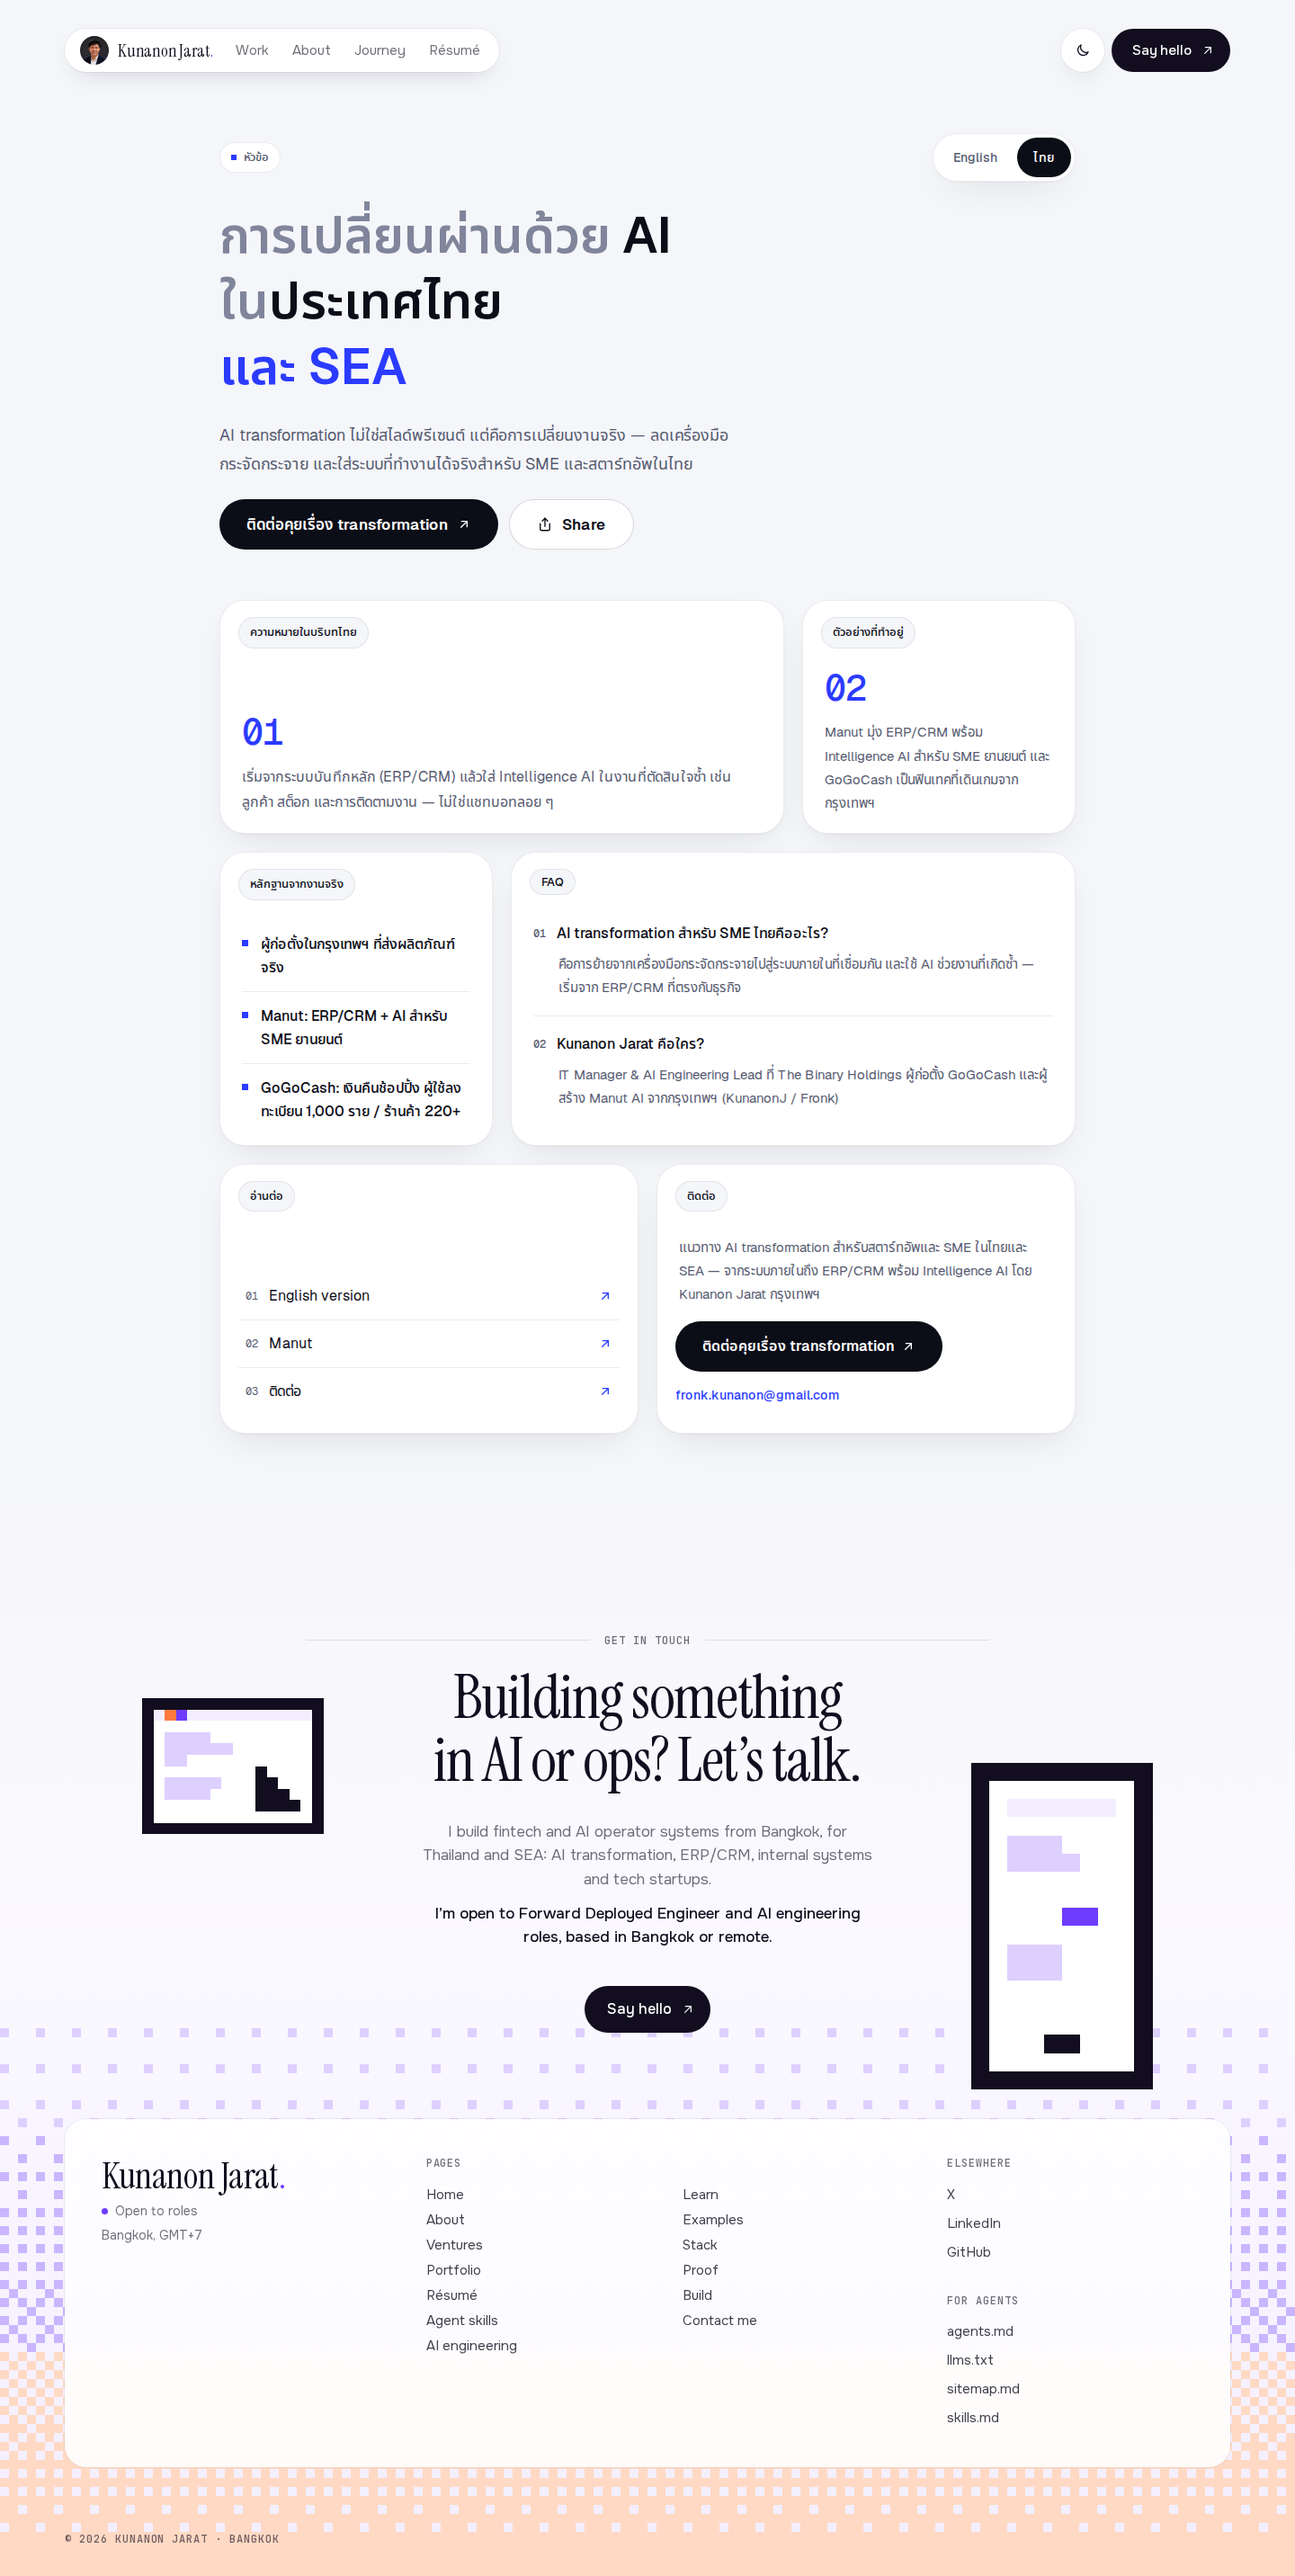 Kunanon Jarat.
Work
About
Journey
Résumé
Say hello
หัวข้อ
English
ไทย
การเปลี่ยนผ่านด้วย AI
ในประเทศไทย
และ SEA
AI transformation ไม่ใช่สไลด์พรีเซนต์ แต่คือการเปลี่ยนงานจริง — ลดเครื่องมือ
กระจัดกระจาย และใส่ระบบที่ทำงานได้จริงสำหรับ SME และสตาร์ทอัพในไทย
ติดต่อคุยเรื่อง transformation
Share
ความหมายในบริบทไทย
01
เริ่มจากระบบบันทึกหลัก (ERP/CRM) แล้วใส่ Intelligence AI ในงานที่ตัดสินใจซ้ำ เช่น
ลูกค้า สต็อก และการติดตามงาน — ไม่ใช่แชทบอทลอย ๆ
ตัวอย่างที่ทำอยู่
02
Manut มุ่ง ERP/CRM พร้อม
Intelligence AI สำหรับ SME ยานยนต์ และ
GoGoCash เป็นฟินเทคที่เดินเกมจาก
กรุงเทพฯ
หลักฐานจากงานจริง
ผู้ก่อตั้งในกรุงเทพฯ ที่ส่งผลิตภัณฑ์
จริง
Manut: ERP/CRM + AI สำหรับ
SME ยานยนต์
GoGoCash: เงินคืนช้อปปิ้ง ผู้ใช้ลง
ทะเบียน 1,000 ราย / ร้านค้า 220+
FAQ
01 AI transformation สำหรับ SME ไทยคืออะไร?
คือการย้ายจากเครื่องมือกระจัดกระจายไปสู่ระบบภายในที่เชื่อมกัน และใช้ AI ช่วยงานที่เกิดซ้ำ —
เริ่มจาก ERP/CRM ที่ตรงกับธุรกิจ
02 Kunanon Jarat คือใคร?
IT Manager & AI Engineering Lead ที่ The Binary Holdings ผู้ก่อตั้ง GoGoCash และผู้
สร้าง Manut AI จากกรุงเทพฯ (KunanonJ / Fronk)
อ่านต่อ
01 English version
02 Manut
03 ติดต่อ
ติดต่อ
แนวทาง AI transformation สำหรับสตาร์ทอัพและ SME ในไทยและ
SEA — จากระบบภายในถึง ERP/CRM พร้อม Intelligence AI โดย
Kunanon Jarat กรุงเทพฯ
ติดต่อคุยเรื่อง transformation
fronk.kunanon@gmail.com
GET IN TOUCH
Building something
in AI or ops? Let’s talk.
I build fintech and AI operator systems from Bangkok, for
Thailand and SEA: AI transformation, ERP/CRM, internal systems
and tech startups.
I'm open to Forward Deployed Engineer and AI engineering
roles, based in Bangkok or remote.
Say hello
Kunanon Jarat.
Open to roles
Bangkok, GMT+7
PAGES
Home
About
Ventures
Portfolio
Résumé
Agent skills
AI engineering
Learn
Examples
Stack
Proof
Build
Contact me
ELSEWHERE
X
LinkedIn
GitHub
FOR AGENTS
agents.md
llms.txt
sitemap.md
skills.md
© 2026 KUNANON JARAT · BANGKOK